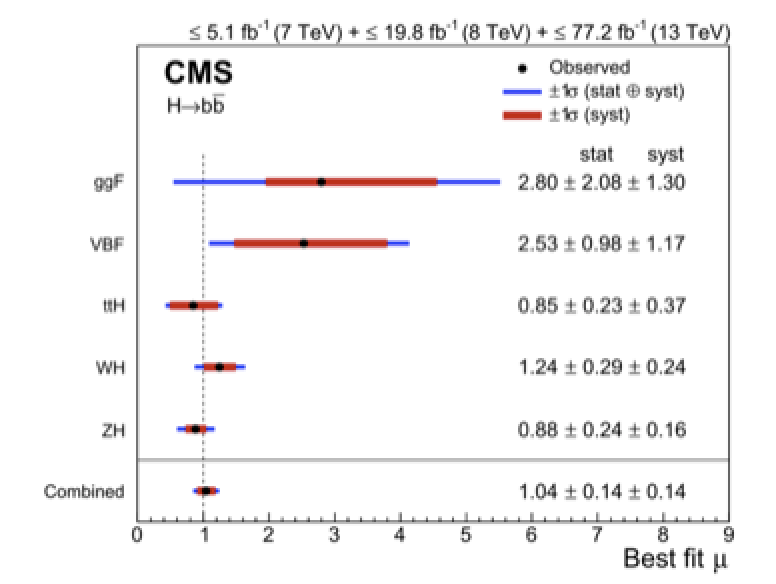 ≤ 5.1 fb⁻¹ (7 TeV) + ≤ 19.8 fb⁻¹ (8 TeV) + ≤ 77.2 fb⁻¹ (13 TeV)
CMS
H→bb̅
Observed
±1σ (stat ⊕ syst)
±1σ (syst)
stat syst
ggF 2.80 ± 2.08 ± 1.30
VBF 2.53 ± 0.98 ± 1.17
ttH 0.85 ± 0.23 ± 0.37
WH 1.24 ± 0.29 ± 0.24
ZH 0.88 ± 0.24 ± 0.16
Combined 1.04 ± 0.14 ± 0.14
0 1 2 3 4 5 6 7 8 9
Best fit μ